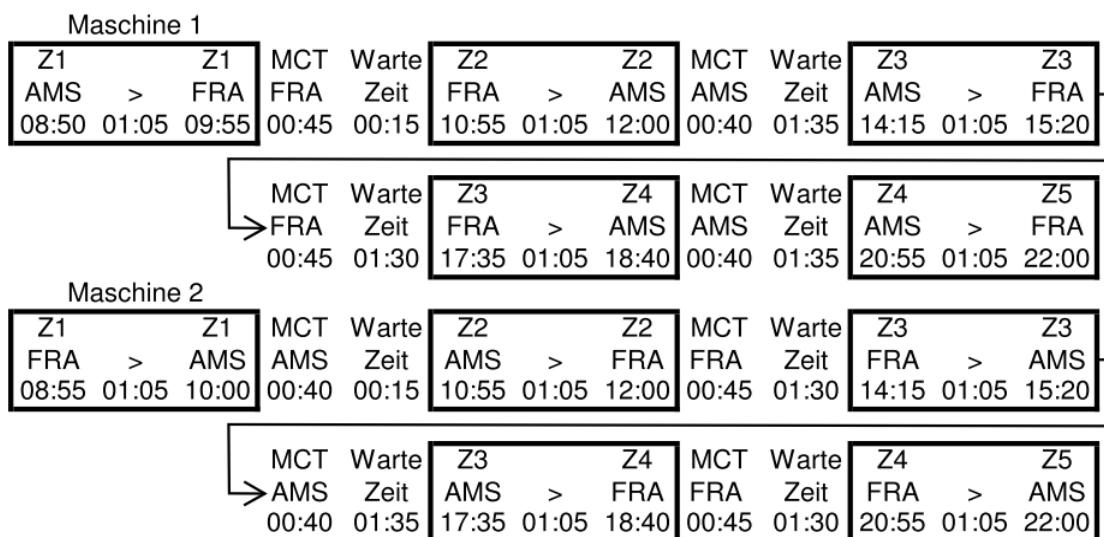 Maschine 1
Z1 Z1 MCT Warte Z2 Z2 MCT Warte Z3 Z3
AMS > FRA FRA Zeit FRA > AMS AMS Zeit AMS > FRA
08:50 01:05 09:55 00:45 00:15 10:55 01:05 12:00 00:40 01:35 14:15 01:05 15:20
MCT Warte Z3 Z4 MCT Warte Z4 Z5
FRA Zeit FRA > AMS AMS Zeit AMS > FRA
00:45 01:30 17:35 01:05 18:40 00:40 01:35 20:55 01:05 22:00
Maschine 2
Z1 Z1 MCT Warte Z2 Z2 MCT Warte Z3 Z3
FRA > AMS AMS Zeit AMS > FRA FRA Zeit FRA > AMS
08:55 01:05 10:00 00:40 00:15 10:55 01:05 12:00 00:45 01:30 14:15 01:05 15:20
MCT Warte Z3 Z4 MCT Warte Z4 Z5
AMS Zeit AMS > FRA FRA Zeit FRA > AMS
00:40 01:35 17:35 01:05 18:40 00:45 01:30 20:55 01:05 22:00